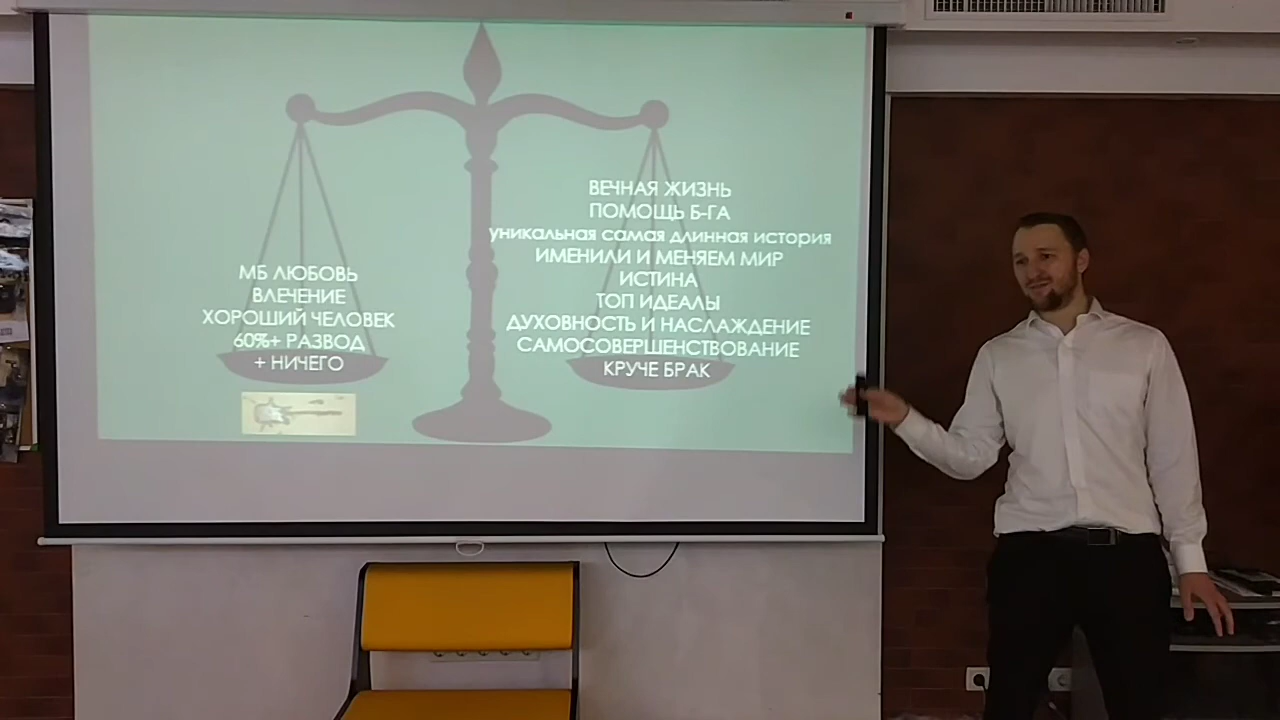 МБ ЛЮБОВЬ
ВЛЕЧЕНИЕ
ХОРОШИЙ ЧЕЛОВЕК
60%+ РАЗВОД
+ НИЧЕГО
ВЕЧНАЯ ЖИЗНЬ
ПОМОЩЬ Б-ГА
уникальная самая длинная история
ИМЕНИЛИ И МЕНЯЕМ МИР
ИСТИНА
ТОП ИДЕАЛЫ
ДУХОВНОСТЬ И НАСЛАЖДЕНИЕ
САМОСОВЕРШЕНСТВОВАНИЕ
КРУЧЕ БРАК